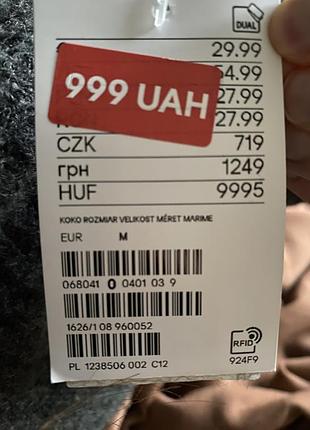 DUAL
29.99
54.99
999 UAH
27.99
27.99
CZK 719
грн 1249
HUF 9995
KOKO ROZMIAR VELIKOST MÉRET MARIME
EUR M
068041 0 0401 03 9
1626/1 08 960052
RFID
924F9
PL 1238506 002 C12